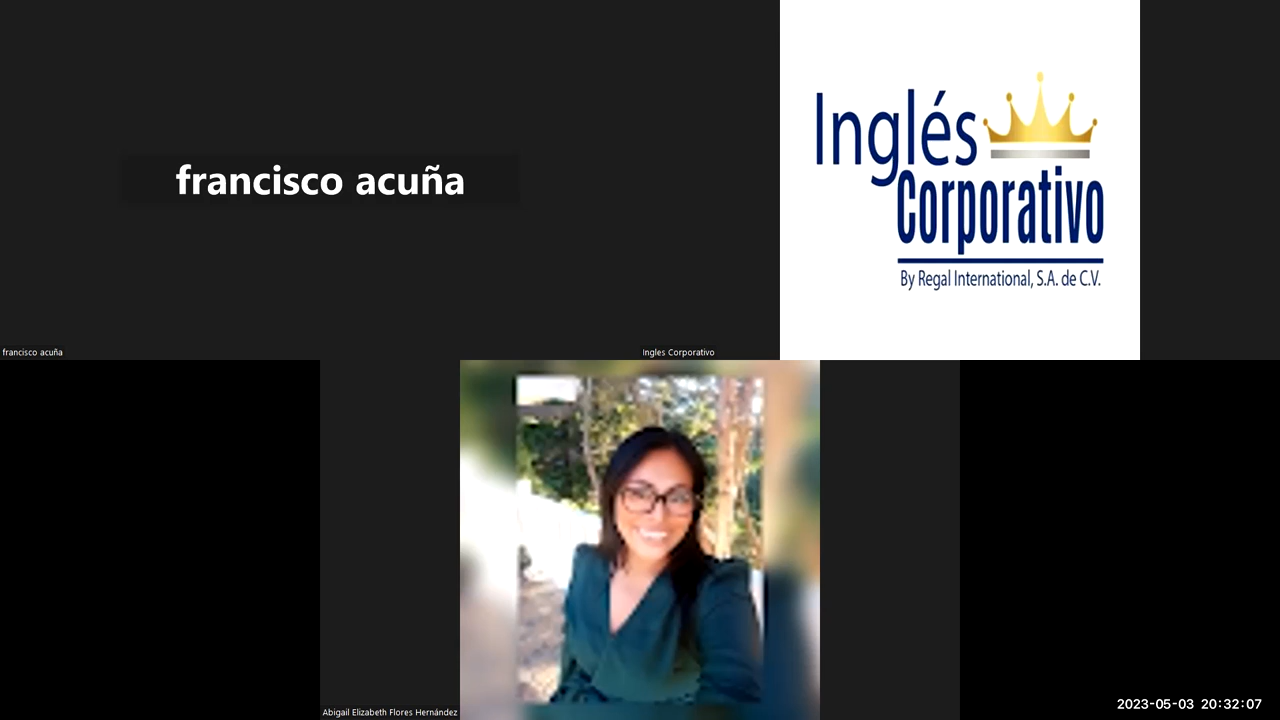 francisco acuña
Inglés
Corporativo
By Regal International, S.A. de C.V.
francisco acuña
Ingles Corporativo
Abigail Elizabeth Flores Hernández
2023-05-03 20:32:07